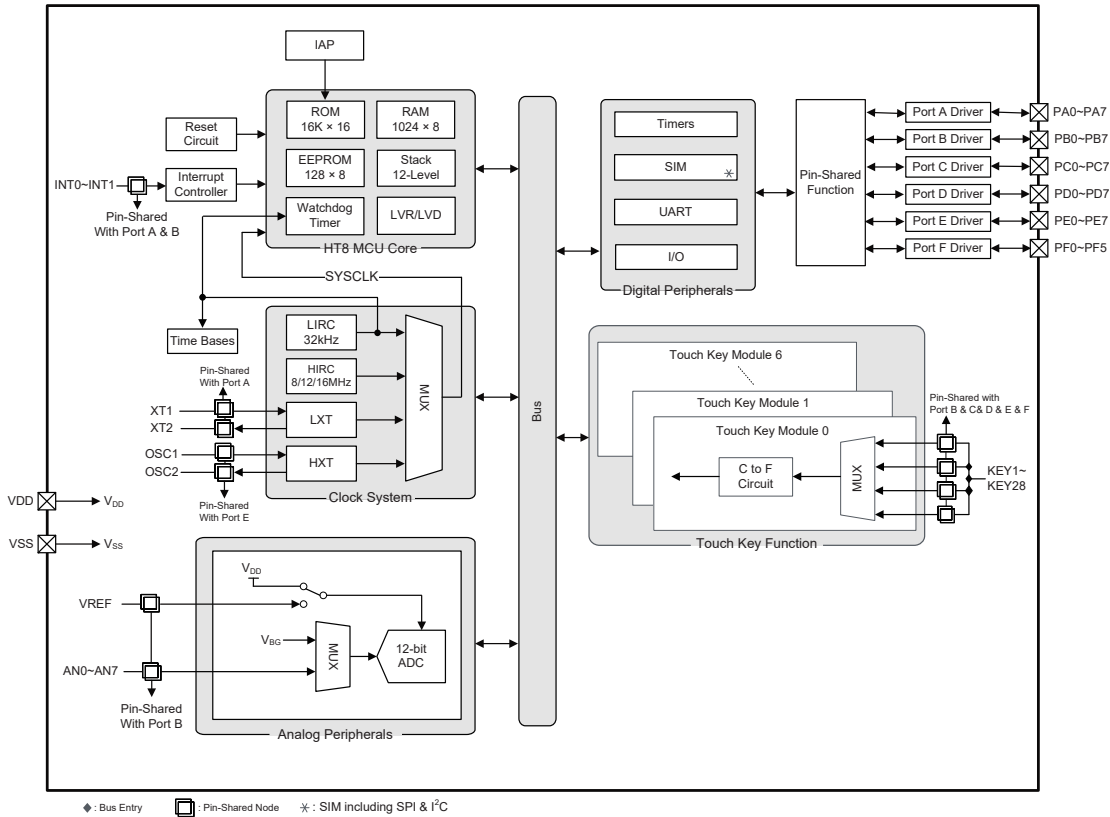 IAP
ROM
16K × 16
RAM
1024 × 8
EEPROM
128 × 8
Stack
12-Level
Watchdog
Timer
LVR/LVD
HT8 MCU Core
Reset
Circuit
INT0~INT1
Interrupt
Controller
Pin-Shared
With Port A & B
SYSCLK
Time Bases
LIRC
32kHz
HIRC
8/12/16MHz
LXT
HXT
MUX
Clock System
Pin-Shared
With Port A
XT1
XT2
OSC1
OSC2
Pin-Shared
With Port E
VDD
VDD
VSS
VSS
VREF
AN0~AN7
Pin-Shared
With Port B
VDD
VBG
MUX
12-bit
ADC
Analog Peripherals
Bus
Timers
SIM
*
UART
I/O
Digital Peripherals
Pin-Shared
Function
Port A Driver
PA0~PA7
Port B Driver
PB0~PB7
Port C Driver
PC0~PC7
Port D Driver
PD0~PD7
Port E Driver
PE0~PE7
Port F Driver
PF0~PF5
Touch Key Module 6
Touch Key Module 1
Touch Key Module 0
C to F
Circuit
MUX
Pin-Shared with
Port B & C& D & E & F
KEY1~
KEY28
Touch Key Function
: Bus Entry
: Pin-Shared Node
* : SIM including SPI & I²C